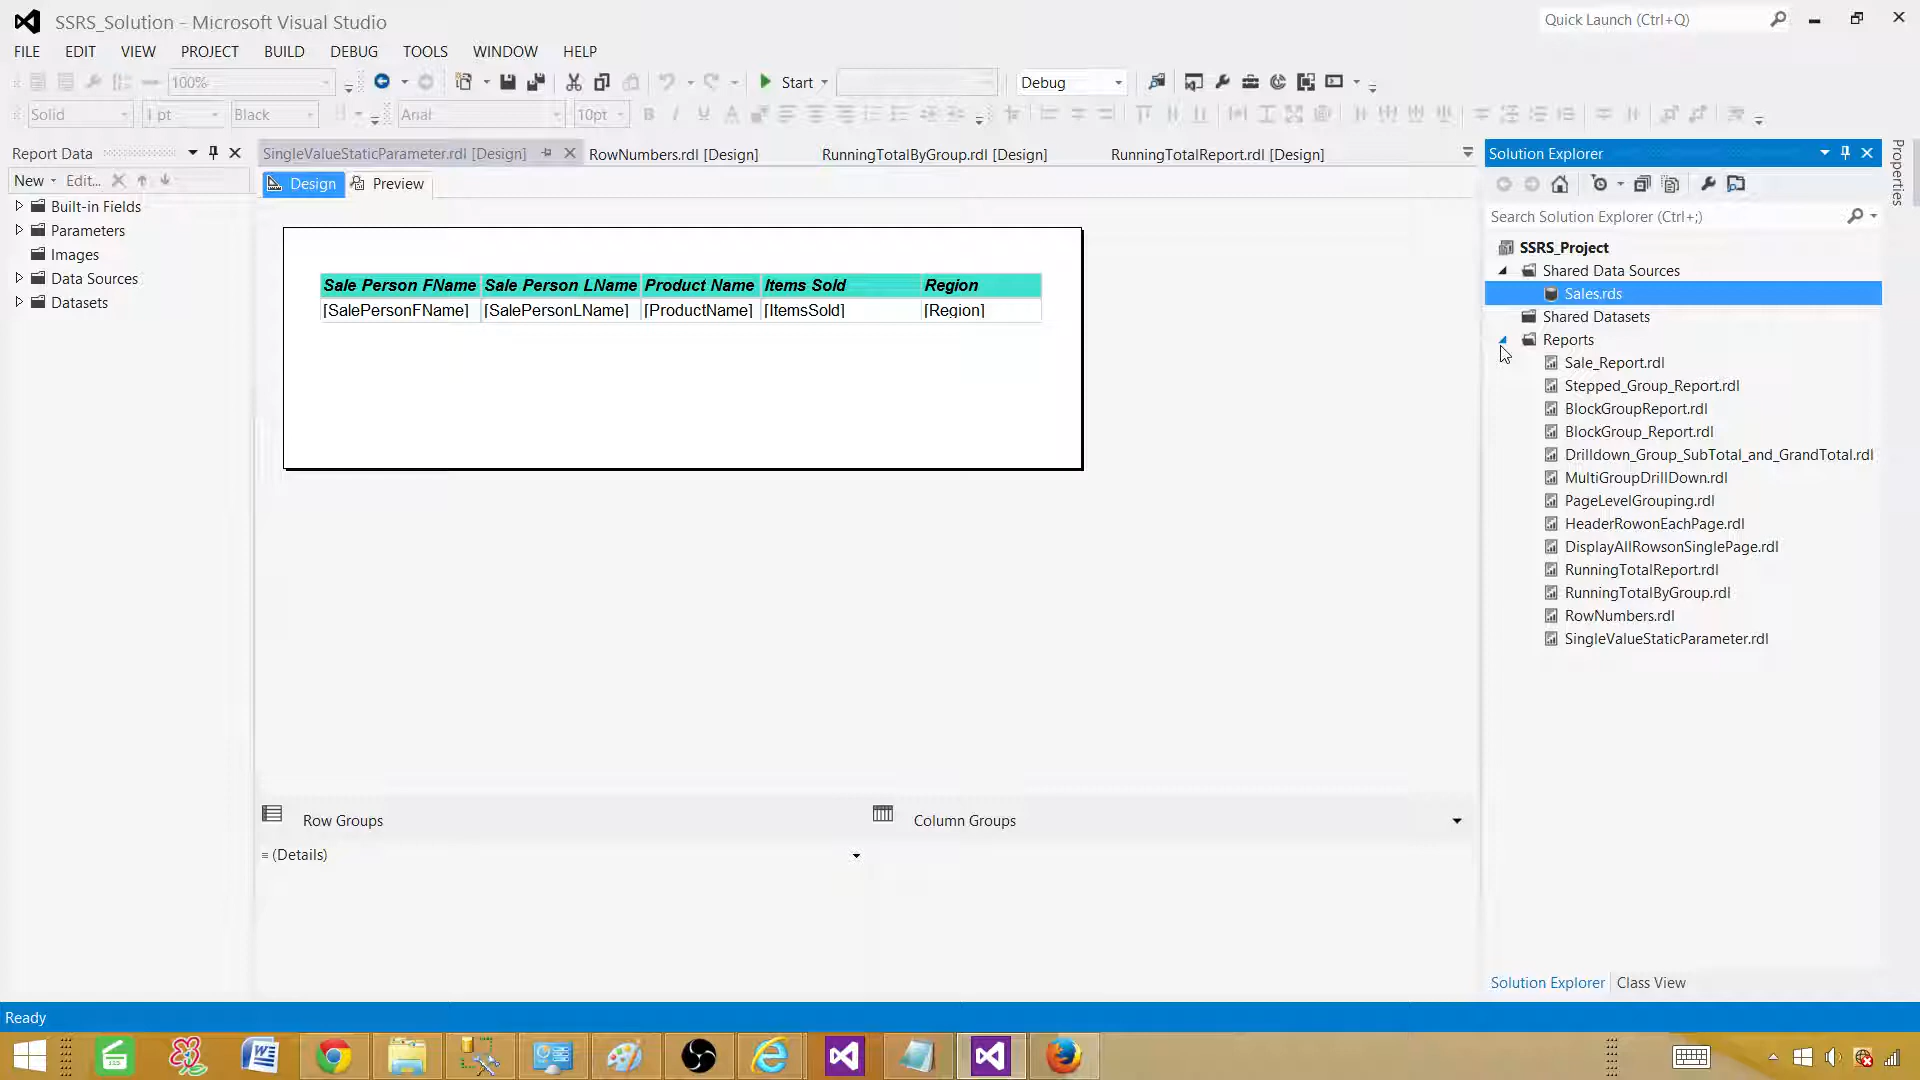 SSRS_Solution - Microsoft Visual Studio
Quick Launch (Ctrl+Q)
FILE EDIT VIEW PROJECT BUILD DEBUG TOOLS WINDOW HELP
100%
Start
Debug
Solid
1 pt
Black
Arial
10pt
B I U A
Report Data
SingleValueStaticParameter.rdl [Design]
RowNumbers.rdl [Design]
RunningTotalByGroup.rdl [Design]
RunningTotalReport.rdl [Design]
Solution Explorer
Properties
New
Edit...
Design
Preview
Built-in Fields
Parameters
Images
Data Sources
Datasets
Search Solution Explorer (Ctrl+;)
SSRS_Project
Shared Data Sources
Sales.rds
Shared Datasets
Reports
Sale_Report.rdl
Stepped_Group_Report.rdl
BlockGroupReport.rdl
BlockGroup_Report.rdl
Drilldown_Group_SubTotal_and_GrandTotal.rdl
MultiGroupDrillDown.rdl
PageLevelGrouping.rdl
HeaderRowonEachPage.rdl
DisplayAllRowsonSinglePage.rdl
RunningTotalReport.rdl
RunningTotalByGroup.rdl
RowNumbers.rdl
SingleValueStaticParameter.rdl
Sale Person FName Sale Person LName Product Name Items Sold Region
[SalePersonFName] [SalePersonLName] [ProductName] [ItemsSold] [Region]
Row Groups
Column Groups
(Details)
Solution Explorer Class View
Ready